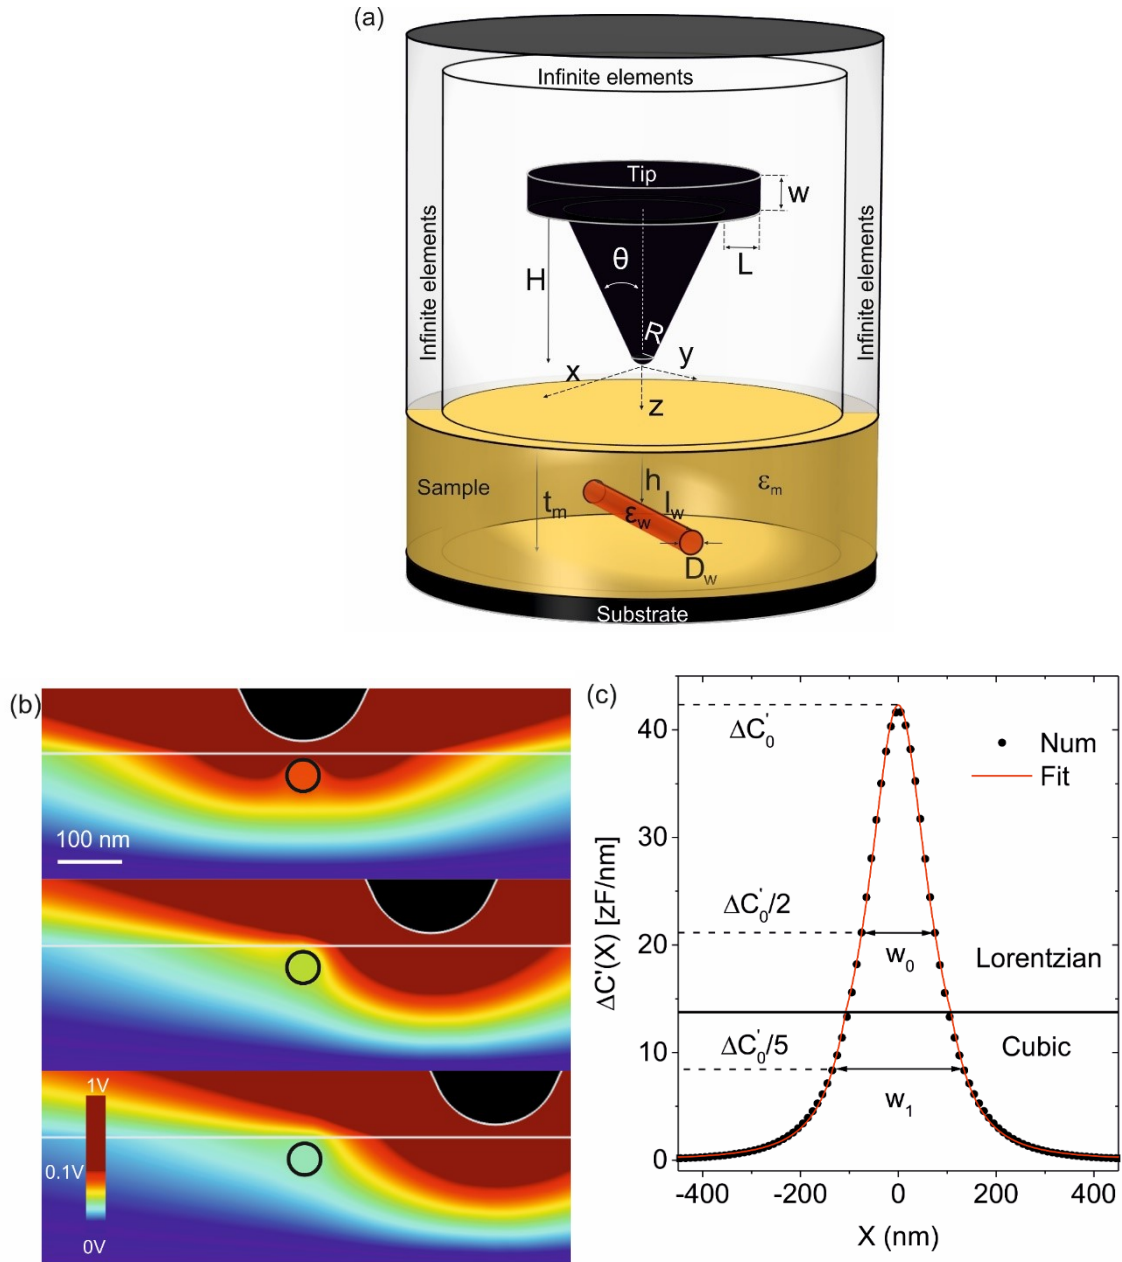 (a)
Infinite elements
Infinite elements
Infinite elements
Tip
w
L
H
θ
R
x
y
z
Sample
t_m
h
l_w
ε_w
ε_m
D_w
Substrate
(b)
100 nm
1V
0.1V
0V
(c)
ΔC'(X) [zF/nm]
40
30
20
10
0
ΔC'_0
Num
Fit
ΔC'_0/2
w_0
Lorentzian
Cubic
ΔC'_0/5
w_1
-400 -200 0 200 400
X (nm)